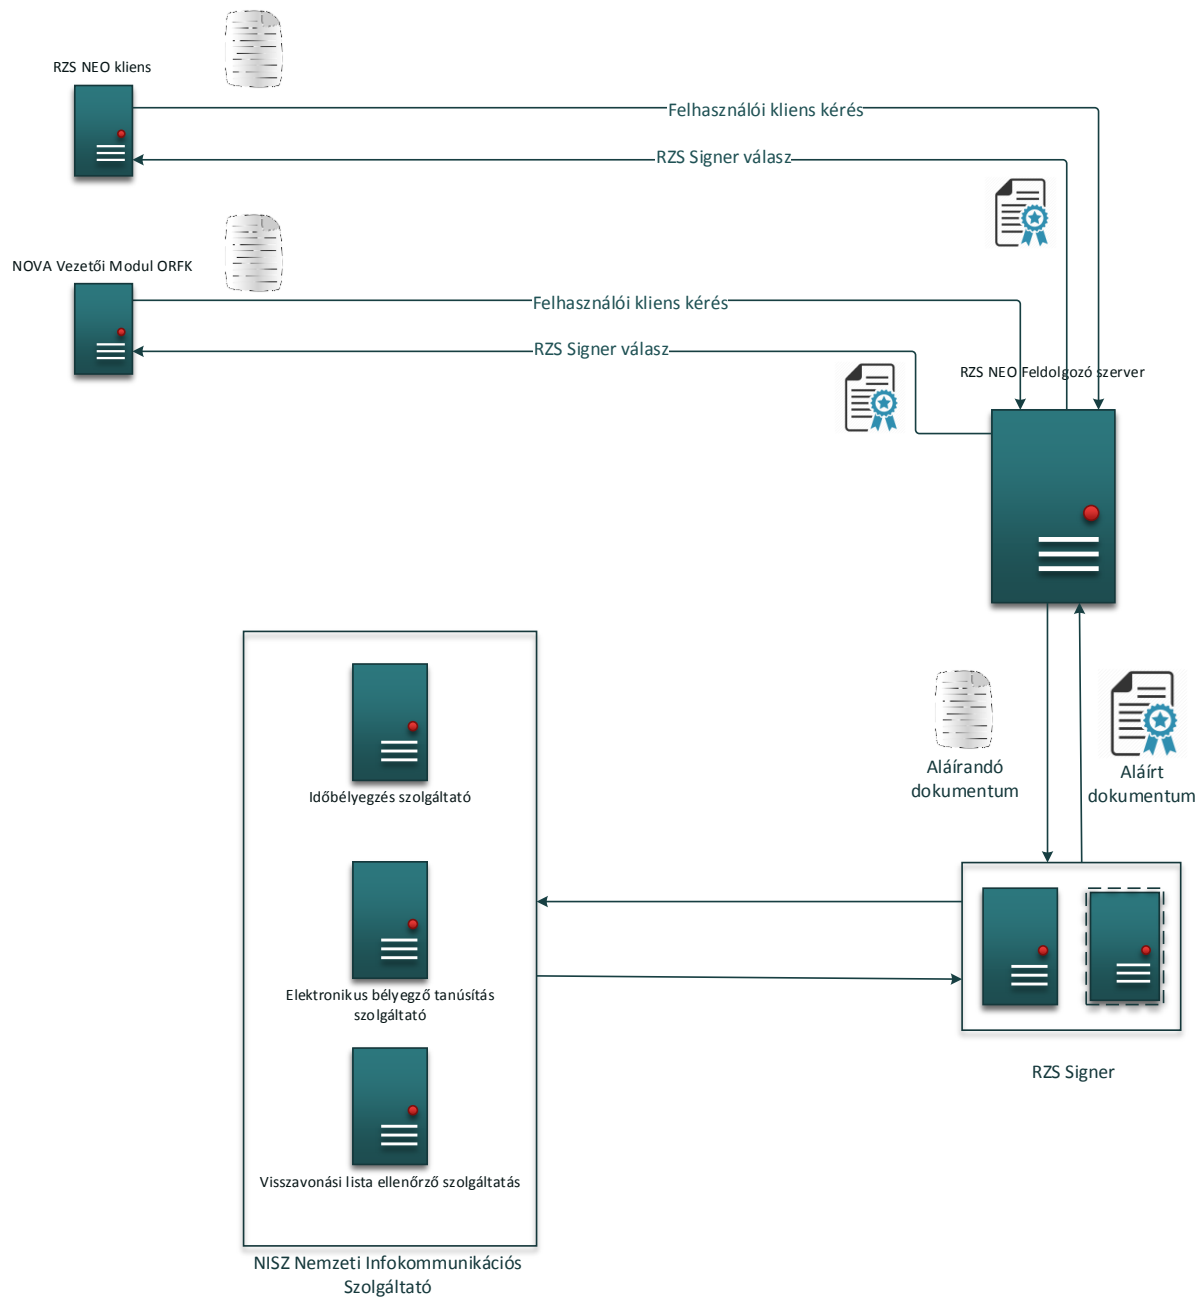 RZS NEO kliens
Felhasználói kliens kérés
RZS Signer válasz
NOVA Vezetői Modul ORFK
Felhasználói kliens kérés
RZS Signer válasz
RZS NEO Feldolgozó szerver
Aláírandó
dokumentum
Aláírt
dokumentum
Időbélyegzés szolgáltató
Elektronikus bélyegző tanúsítás
szolgáltató
RZS Signer
Visszavonási lista ellenőrző szolgáltatás
NISZ Nemzeti Infokommunikációs
Szolgáltató